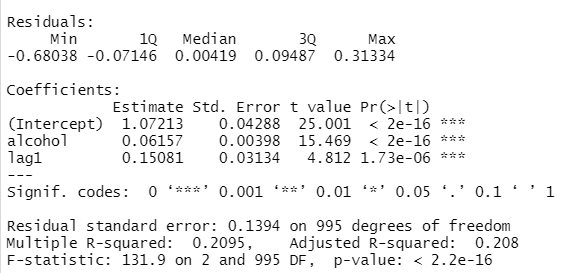 Residuals:
     Min       1Q   Median       3Q      Max
-0.68038 -0.07146  0.00419  0.09487  0.31334
Coefficients:
            Estimate Std. Error t value Pr(>|t|)
(Intercept)  1.07213    0.04288  25.001  < 2e-16 ***
alcohol      0.06157    0.00398  15.469  < 2e-16 ***
lag1         0.15081    0.03134   4.812 1.73e-06 ***
---
Signif. codes:  0 ‘***’ 0.001 ‘**’ 0.01 ‘*’ 0.05 ‘.’ 0.1 ‘ ’ 1
Residual standard error: 0.1394 on 995 degrees of freedom
Multiple R-squared:  0.2095,	Adjusted R-squared:  0.208
F-statistic: 131.9 on 2 and 995 DF,  p-value: < 2.2e-16